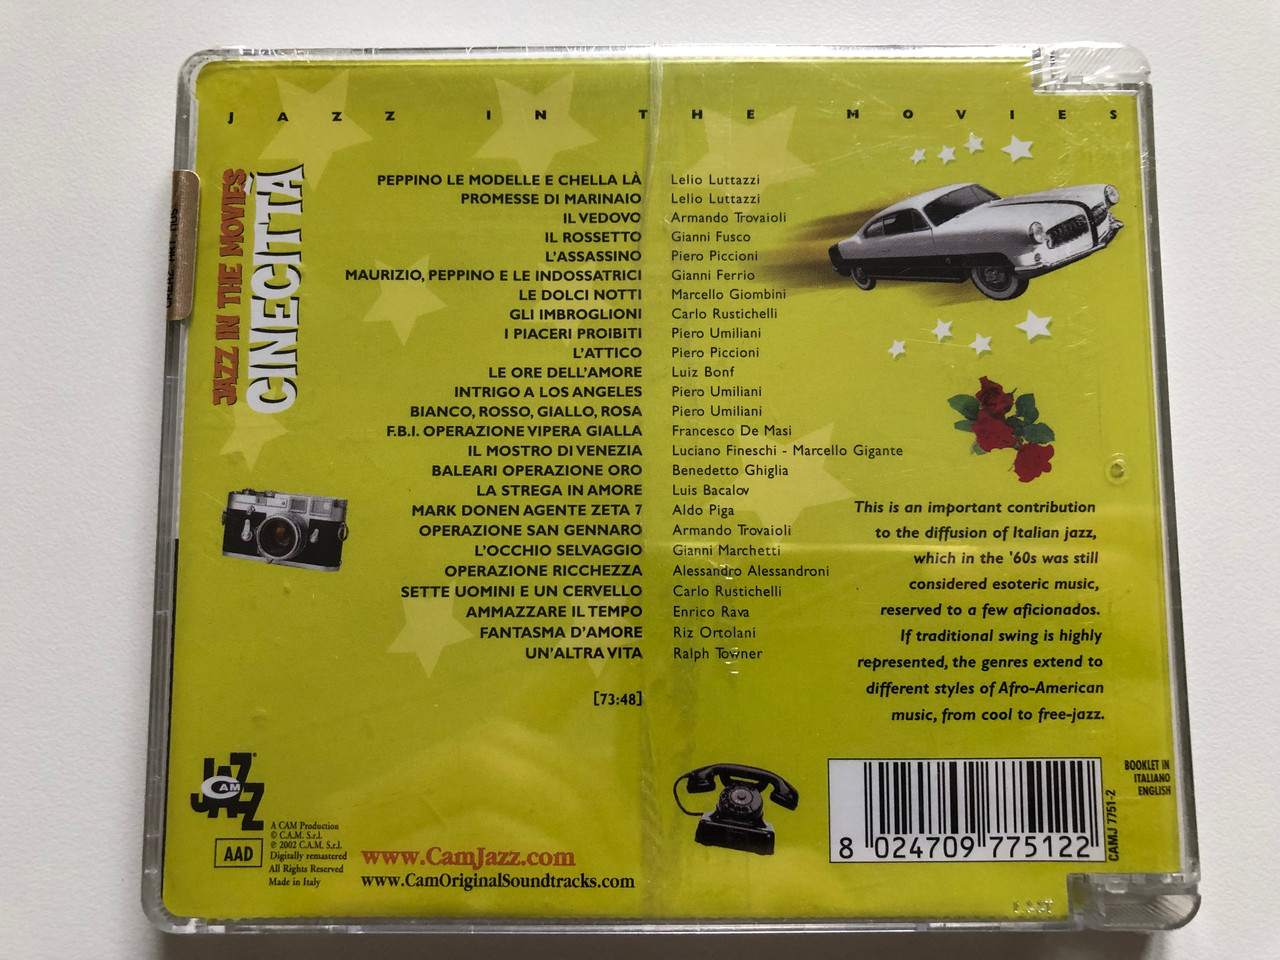 JAZZ IN THE MOVIES
JAZZ IN THE MOVIES
CINECITTÀ
PEPPINO LE MODELLE E CHELLA LÀ Lelio Luttazzi
PROMESSE DI MARINAIO Lelio Luttazzi
IL VEDOVO Armando Trovaioli
IL ROSSETTO Gianni Fusco
L'ASSASSINO Piero Piccioni
MAURIZIO, PEPPINO E LE INDOSSATRICI Gianni Ferrio
LE DOLCI NOTTI Marcello Giombini
GLI IMBROGLIONI Carlo Rustichelli
I PIACERI PROIBITI Piero Umiliani
L'ATTICO Piero Piccioni
LE ORE DELL'AMORE Luiz Bonf
INTRIGO A LOS ANGELES Piero Umiliani
BIANCO, ROSSO, GIALLO, ROSA Piero Umiliani
F.B.I. OPERAZIONE VIPERA GIALLA Francesco De Masi
IL MOSTRO DI VENEZIA Luciano Fineschi - Marcello Gigante
BALEARI OPERAZIONE ORO Benedetto Ghiglia
LA STREGA IN AMORE Luis Bacalov
MARK DONEN AGENTE ZETA 7 Aldo Piga
OPERAZIONE SAN GENNARO Armando Trovaioli
L'OCCHIO SELVAGGIO Gianni Marchetti
OPERAZIONE RICCHEZZA Alessandro Alessandroni
SETTE UOMINI E UN CERVELLO Carlo Rustichelli
AMMAZZARE IL TEMPO Enrico Rava
FANTASMA D'AMORE Riz Ortolani
UN'ALTRA VITA Ralph Towner
[73:48]
This is an important contribution
to the diffusion of Italian jazz,
which in the '60s was still
considered esoteric music,
reserved to a few aficionados.
If traditional swing is highly
represented, the genres extend to
different styles of Afro-American
music, from cool to free-jazz.
CAM JAZZ
AAD
A CAM Production
© C.A.M. S.r.l.
℗ 2002 C.A.M. S.r.l.
Digitally remastered
All Rights Reserved
Made in Italy
www.CamJazz.com
www.CamOriginalSoundtracks.com
8 024709 775122
CAMJ 7751-2
BOOKLET IN
ITALIANO
ENGLISH